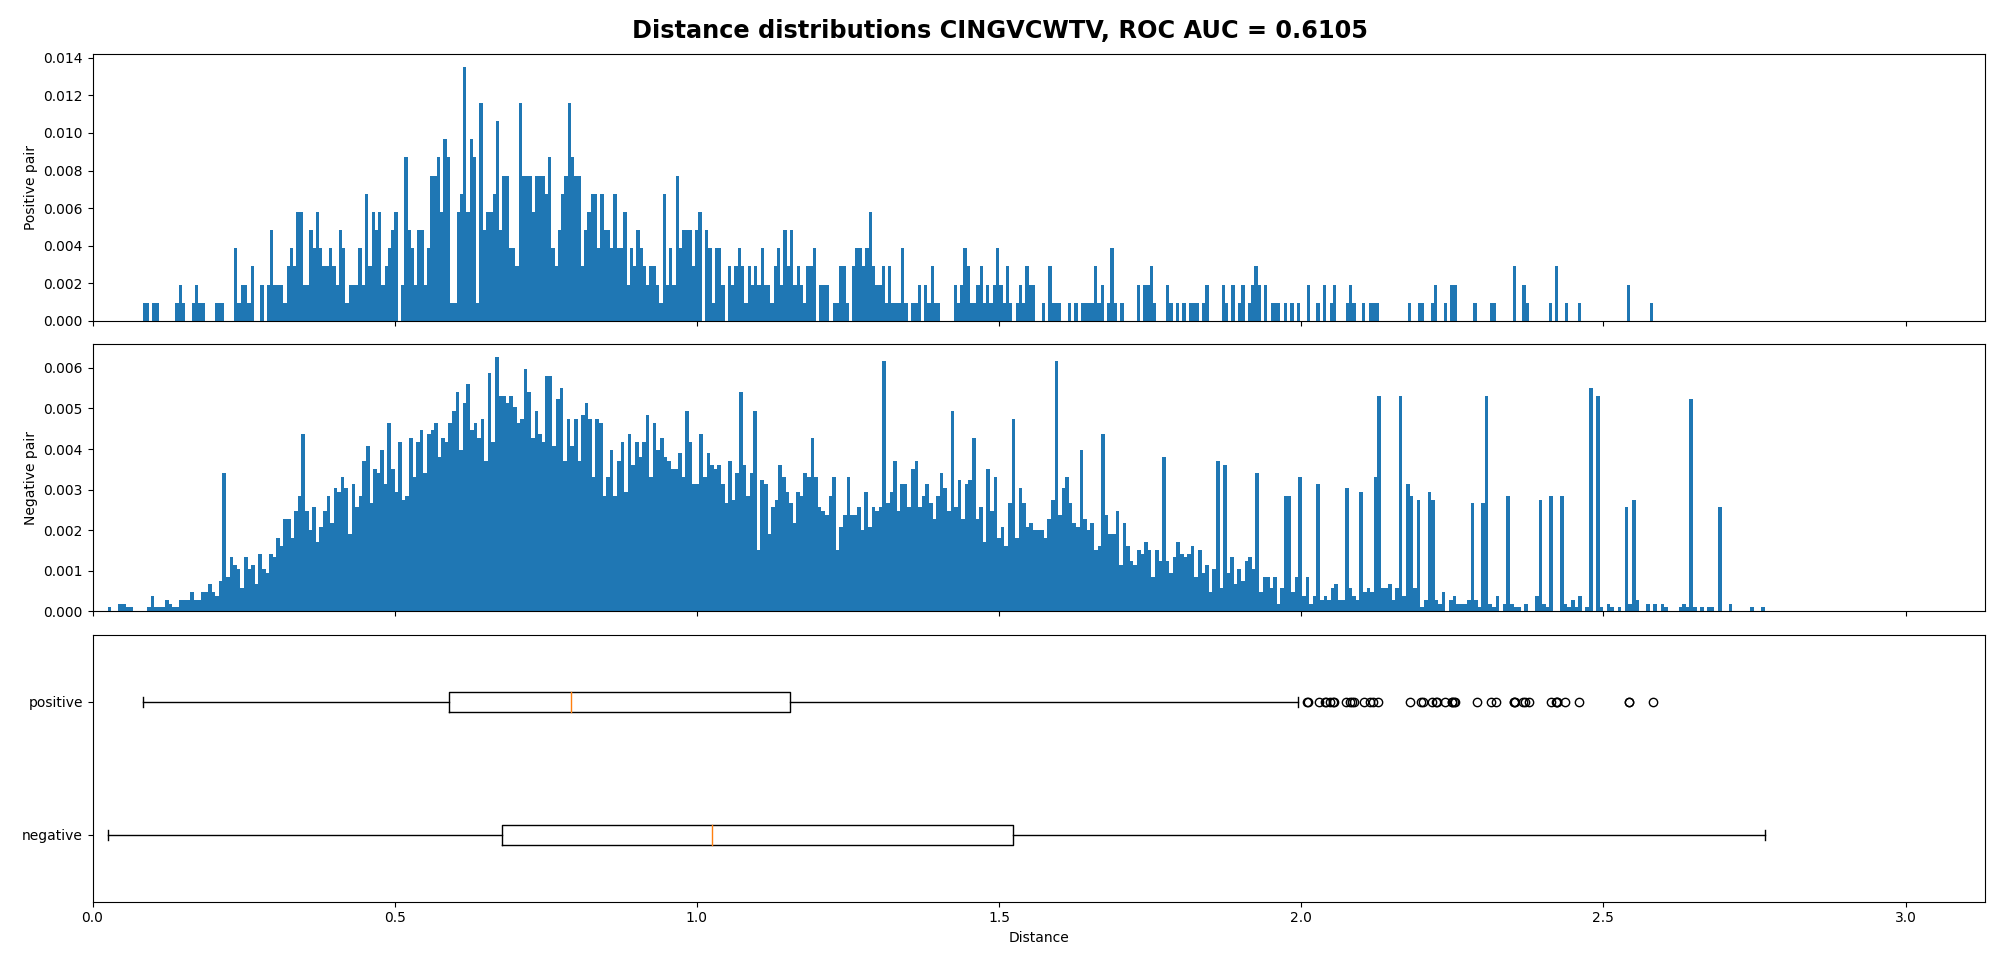 Distance distributions CINGVCWTV, ROC AUC = 0.6105
0.014
0.012
0.010
0.008
0.006
0.004
0.002
0.000
Positive pair
0.006
0.005
0.004
0.003
0.002
0.001
0.000
Negative pair
positive
negative
0.0 0.5 1.0 1.5 2.0 2.5 3.0
Distance